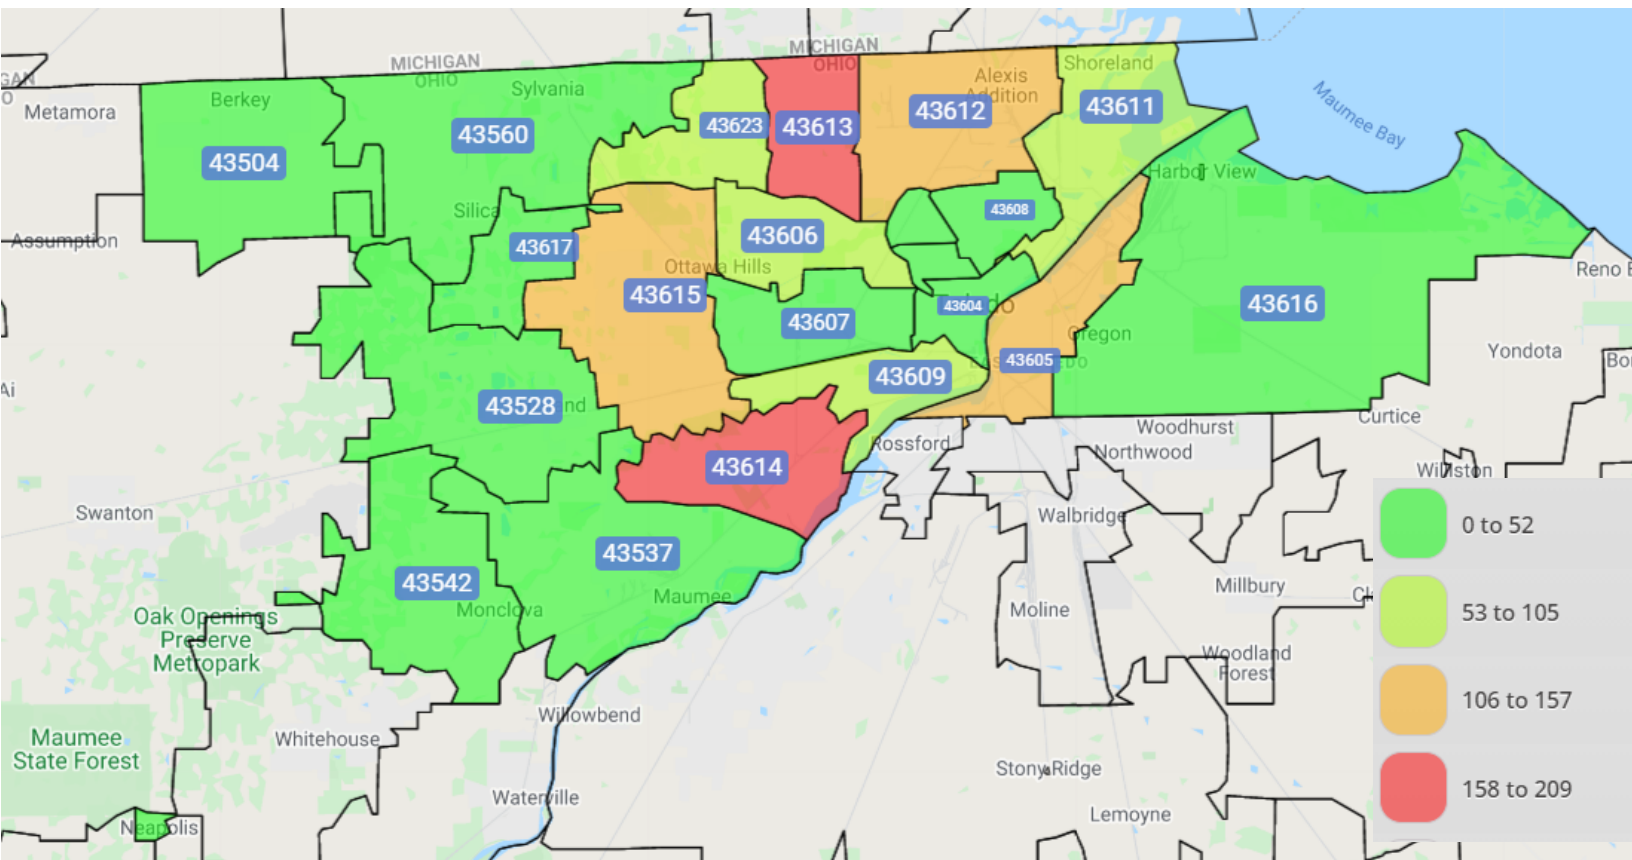 MICHIGAN
OHIO
MICHIGAN
OHIO
Shoreland
Metamora
Berkey
Sylvania
Alexis
Addition
Maumee Bay
43504
43560
43623
43613
43612
43611
Harbor View
Silica
43608
Assumption
43617
43606
Ottawa Hills
Reno
43615
43607
43604
43616
Oregon
43605
Yondota
Ai
43609
43528
Curtice
Woodhurst
Rossford
Northwood
43614
Williston
Swanton
Walbridge
0 to 52
43537
43542
Monclova
Maumee
Millbury
Moline
53 to 105
Oak Openings
Preserve
Metropark
Woodland
Forest
106 to 157
Willowbend
Whitehouse
Maumee
State Forest
Stony Ridge
158 to 209
Waterville
Lemoyne
Neapolis